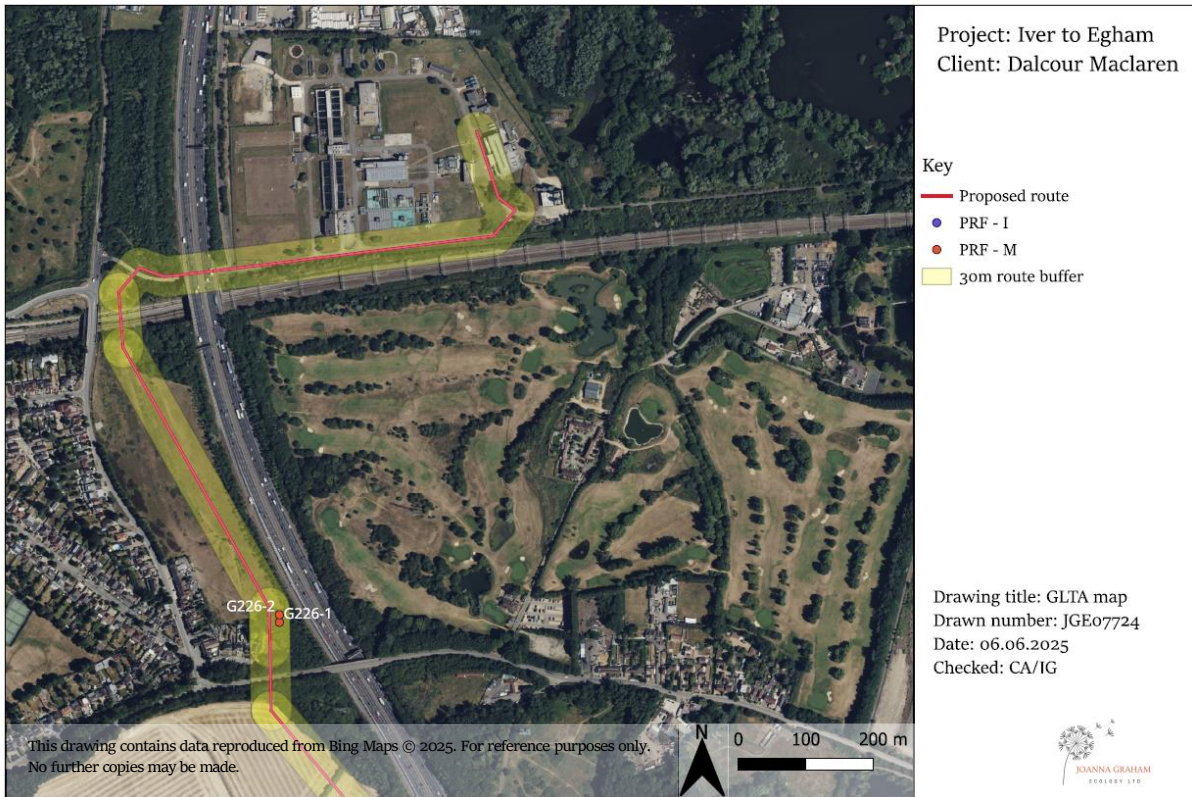 Project: Iver to Egham
Client: Dalcour Maclaren
Key
Proposed route
PRF - I
PRF - M
30m route buffer
G226-2
G226-1
Drawing title: GLTA map
Drawn number: JGE07724
Date: 06.06.2025
Checked: CA/IG
This drawing contains data reproduced from Bing Maps © 2025. For reference purposes only.
No further copies may be made.
N
0 100 200 m
JOANNA GRAHAM
ECOLOGY LTD